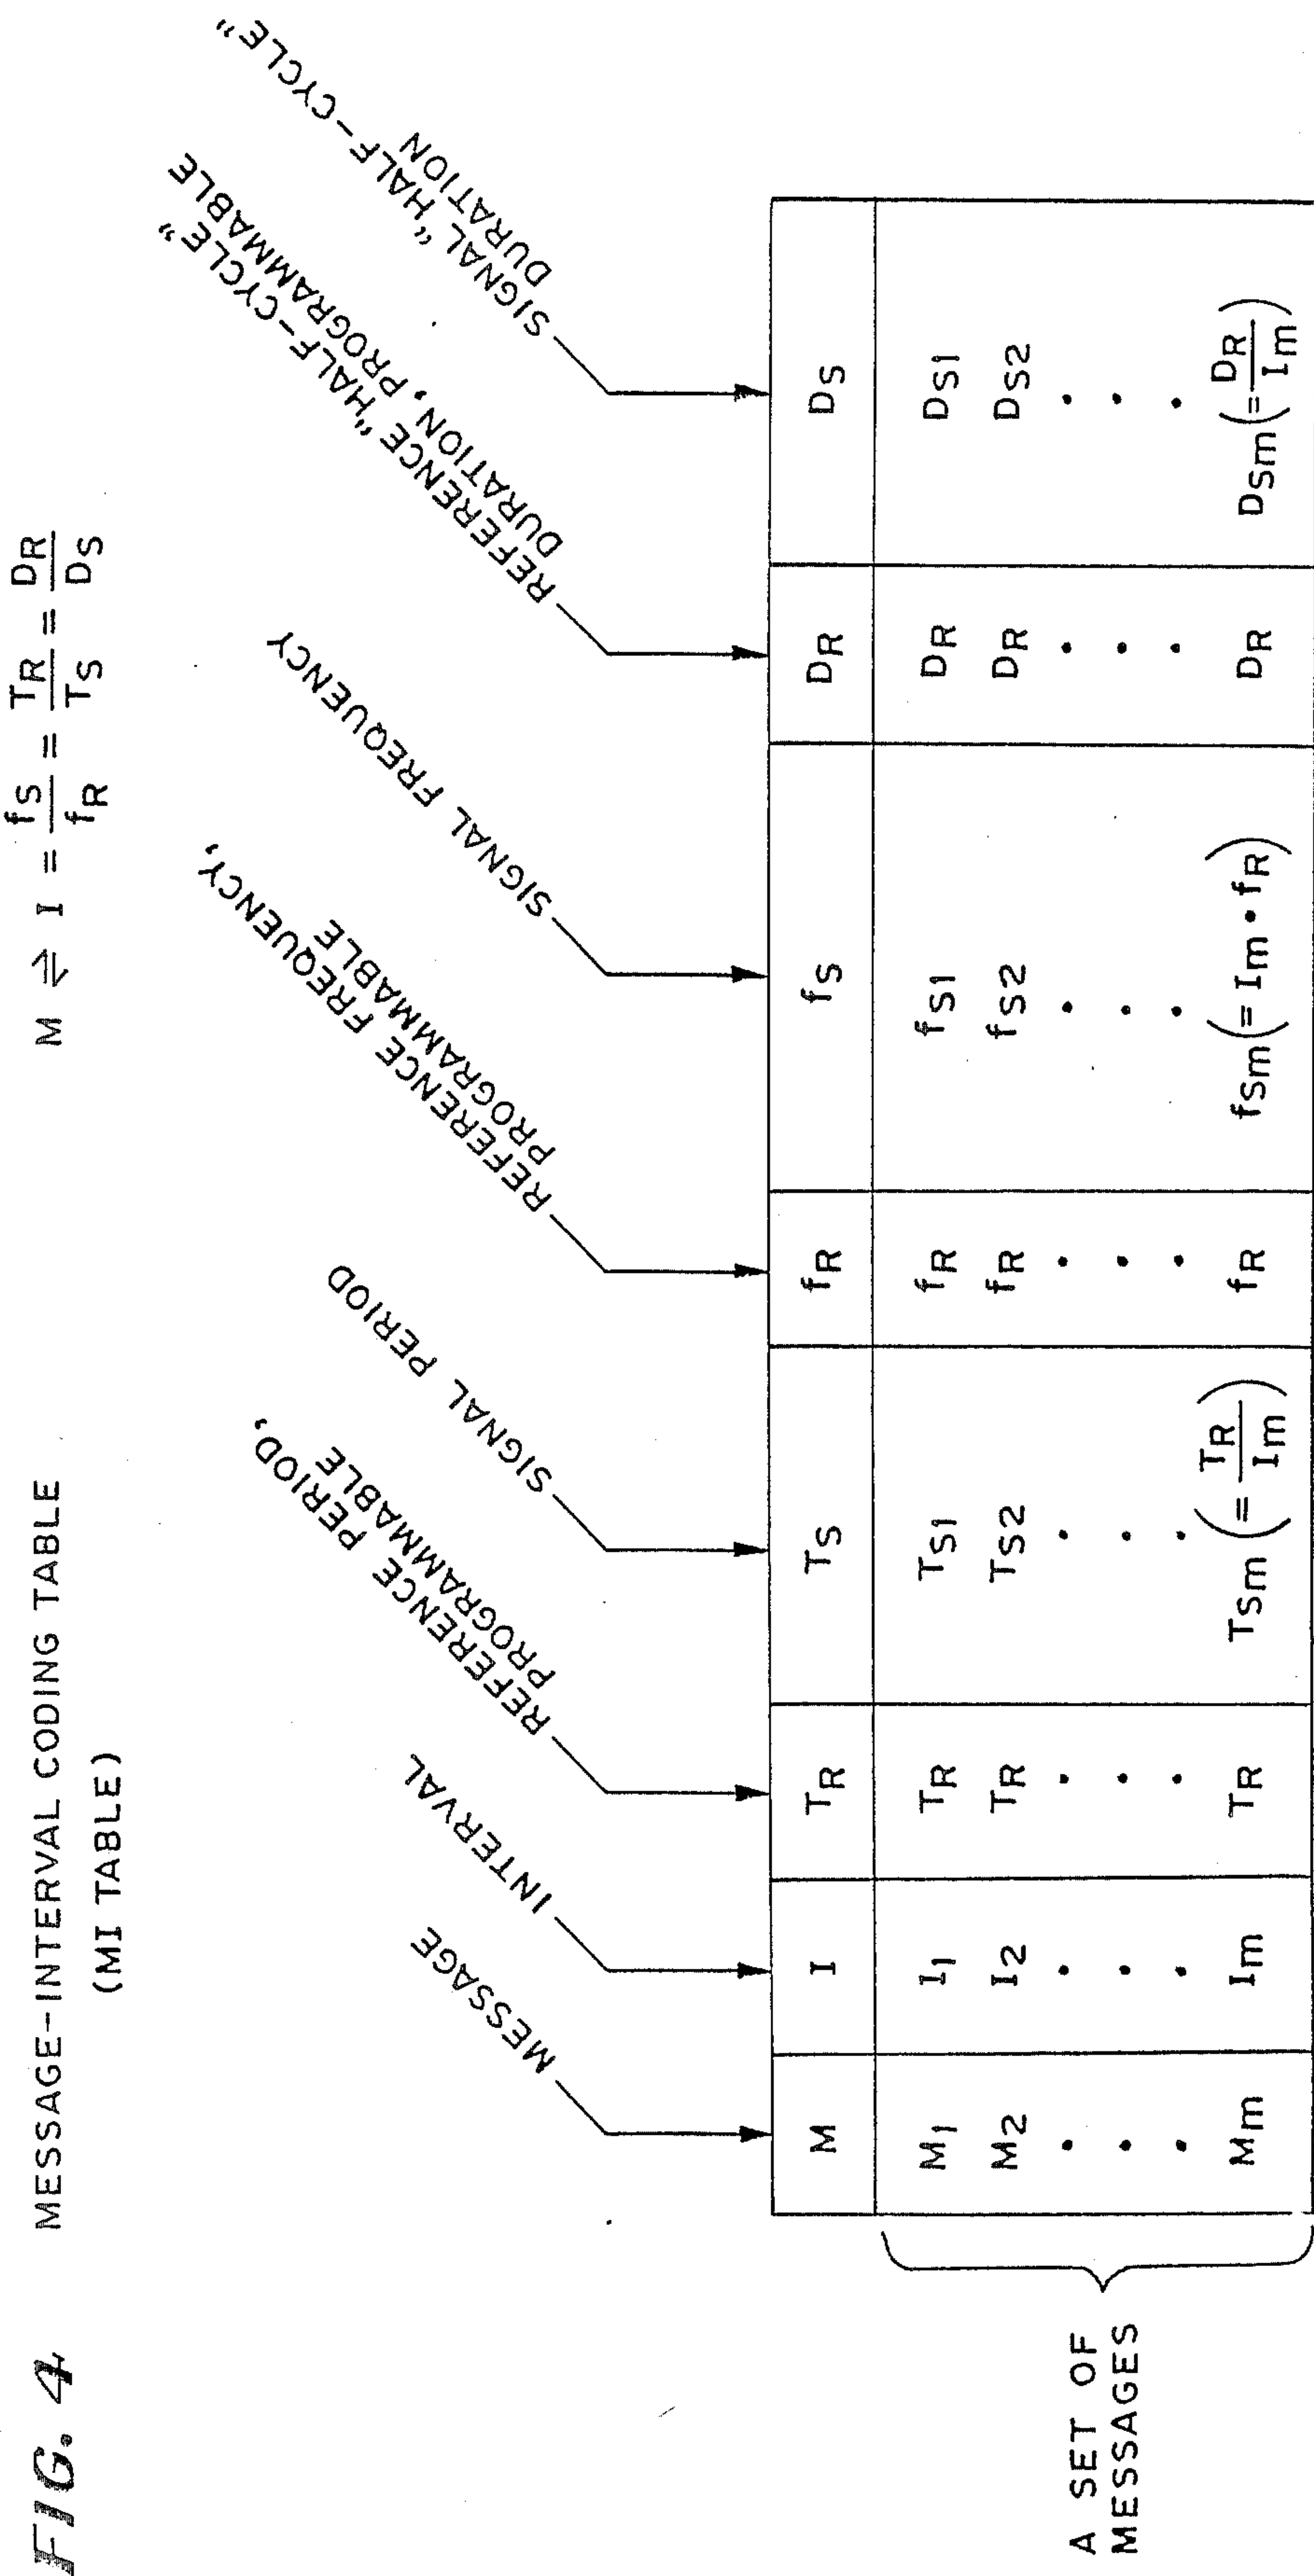 FIG. 4
MESSAGE-INTERVAL CODING TABLE
(MI TABLE)
M ⇌ I = fS/fR = TR/TS = DR/DS
MESSAGE
INTERVAL
REFERENCE PERIOD,
PROGRAMMABLE
SIGNAL PERIOD
REFERENCE FREQUENCY,
PROGRAMMABLE
SIGNAL FREQUENCY
REFERENCE "HALF-CYCLE"
DURATION, PROGRAMMABLE
SIGNAL "HALF-CYCLE"
DURATION
M I TR TS fR fS DR DS
M1 I1 TR TS1 fR fS1 DR DS1
M2 I2 TR TS2 fR fS2 DR DS2
. . . . . . . .
. . . . . . . .
. . . . . . . .
Mm Im TR TSm (= TR/Im) fR fSm (= Im • fR) DR DSm (= DR/Im)
A SET OF
MESSAGES